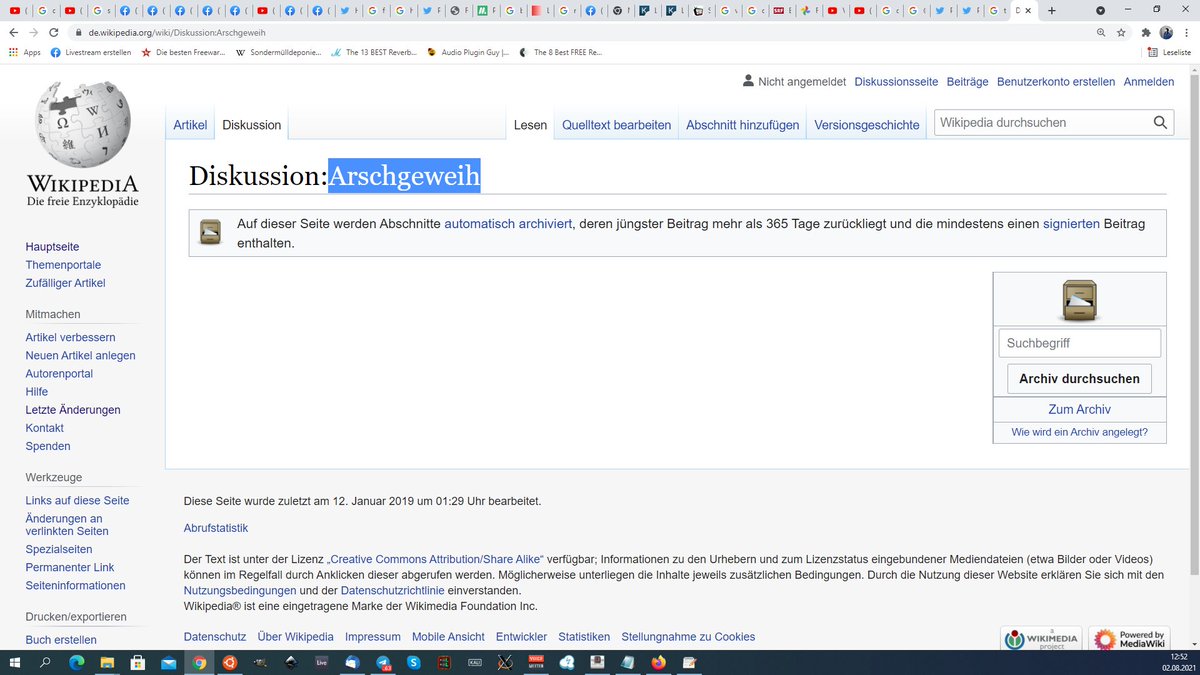 de.wikipedia.org/wiki/Diskussion:Arschgeweih
Apps Livestream erstellen Die besten Freewar... Sondermülldeponie... The 13 BEST Reverb... Audio Plugin Guy |... The 8 Best FREE Re... Leseliste
Nicht angemeldet Diskussionsseite Beiträge Benutzerkonto erstellen Anmelden
Artikel Diskussion Lesen Quelltext bearbeiten Abschnitt hinzufügen Versionsgeschichte Wikipedia durchsuchen
WIKIPEDIA
Die freie Enzyklopädie
Hauptseite
Themenportale
Zufälliger Artikel
Mitmachen
Artikel verbessern
Neuen Artikel anlegen
Autorenportal
Hilfe
Letzte Änderungen
Kontakt
Spenden
Werkzeuge
Links auf diese Seite
Änderungen an
verlinkten Seiten
Spezialseiten
Permanenter Link
Seiteninformationen
Drucken/exportieren
Buch erstellen
Diskussion:Arschgeweih
Auf dieser Seite werden Abschnitte automatisch archiviert, deren jüngster Beitrag mehr als 365 Tage zurückliegt und die mindestens einen signierten Beitrag
enthalten.
Suchbegriff
Archiv durchsuchen
Zum Archiv
Wie wird ein Archiv angelegt?
Diese Seite wurde zuletzt am 12. Januar 2019 um 01:29 Uhr bearbeitet.
Abrufstatistik
Der Text ist unter der Lizenz „Creative Commons Attribution/Share Alike“ verfügbar; Informationen zu den Urhebern und zum Lizenzstatus eingebundener Mediendateien (etwa Bilder oder Videos)
können im Regelfall durch Anklicken dieser abgerufen werden. Möglicherweise unterliegen die Inhalte jeweils zusätzlichen Bedingungen. Durch die Nutzung dieser Website erklären Sie sich mit den
Nutzungsbedingungen und der Datenschutzrichtlinie einverstanden.
Wikipedia® ist eine eingetragene Marke der Wikimedia Foundation Inc.
Datenschutz Über Wikipedia Impressum Mobile Ansicht Entwickler Statistiken Stellungnahme zu Cookies
a
WIKIMEDIA
project
Powered by
MediaWiki
Live
12:52
02.08.2021